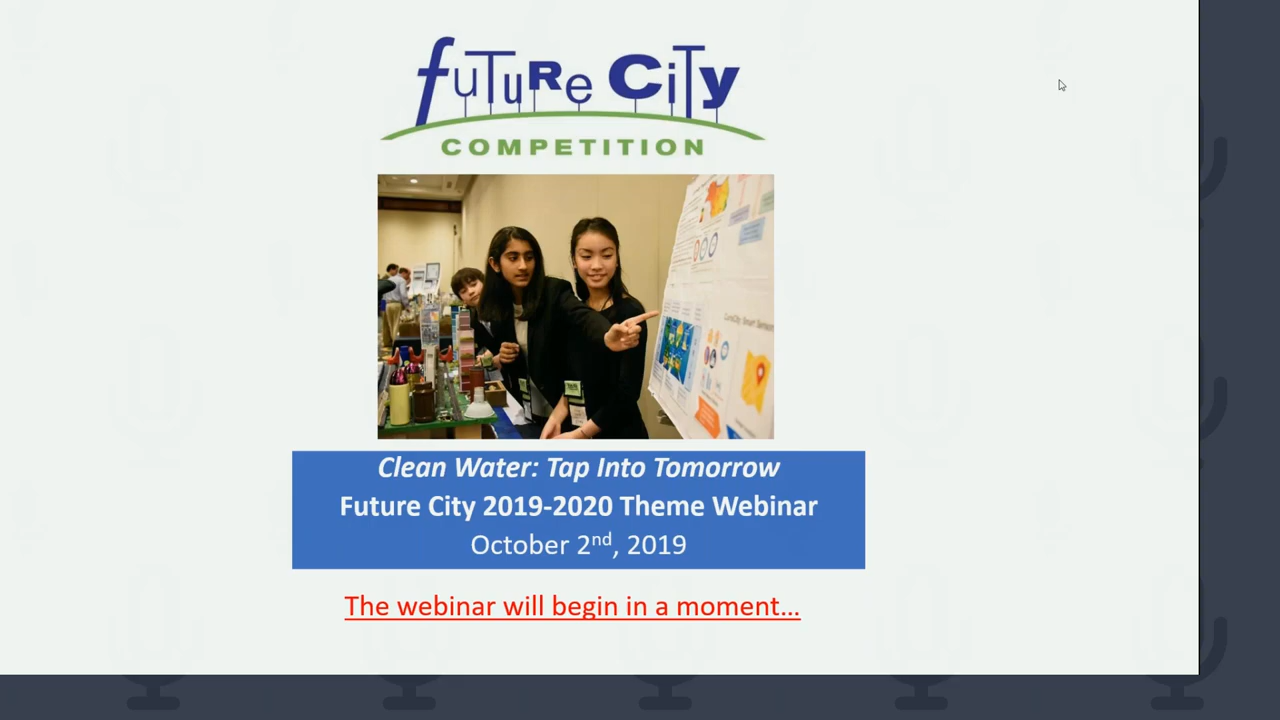 Future City
COMPETITION
Clean Water: Tap Into Tomorrow
Future City 2019-2020 Theme Webinar
October 2nd, 2019
The webinar will begin in a moment...